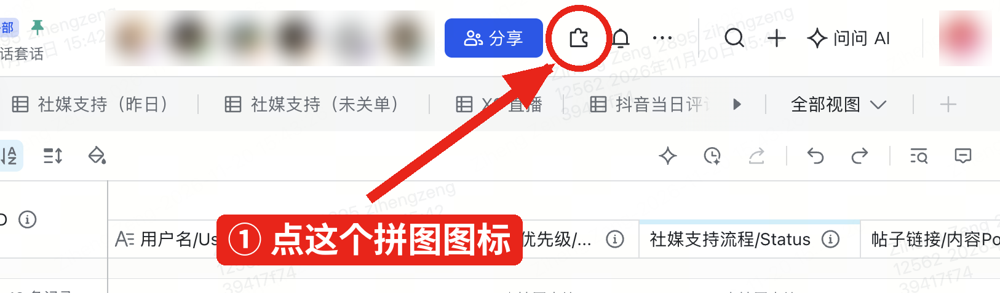 部
话套话
分享
问问 AI
社媒支持（昨日）
社媒支持（未关单）
直播
抖音当日评
全部视图
用户名/Us
① 点这个拼图图标
优先级/...
社媒支持流程/Status
帖子链接/内容Po